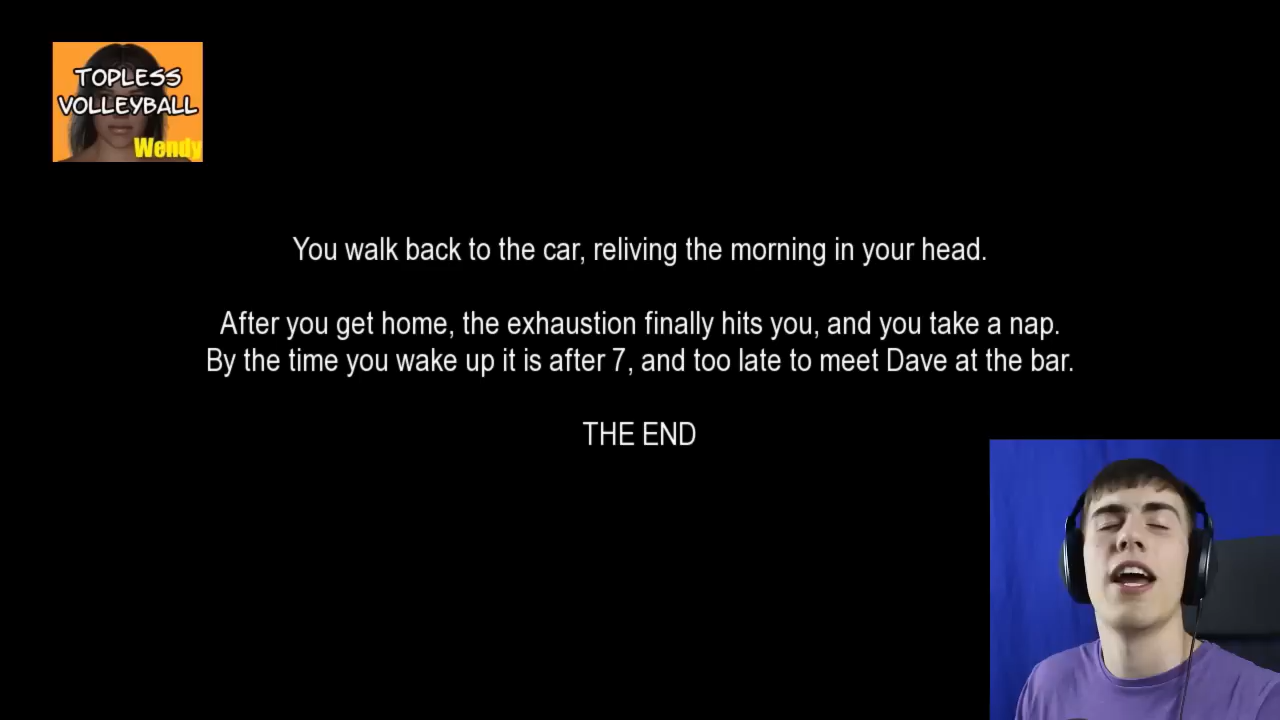 TOPLESS
VOLLEYBALL
Wendy
You walk back to the car, reliving the morning in your head.
After you get home, the exhaustion finally hits you, and you take a nap.
By the time you wake up it is after 7, and too late to meet Dave at the bar.
THE END